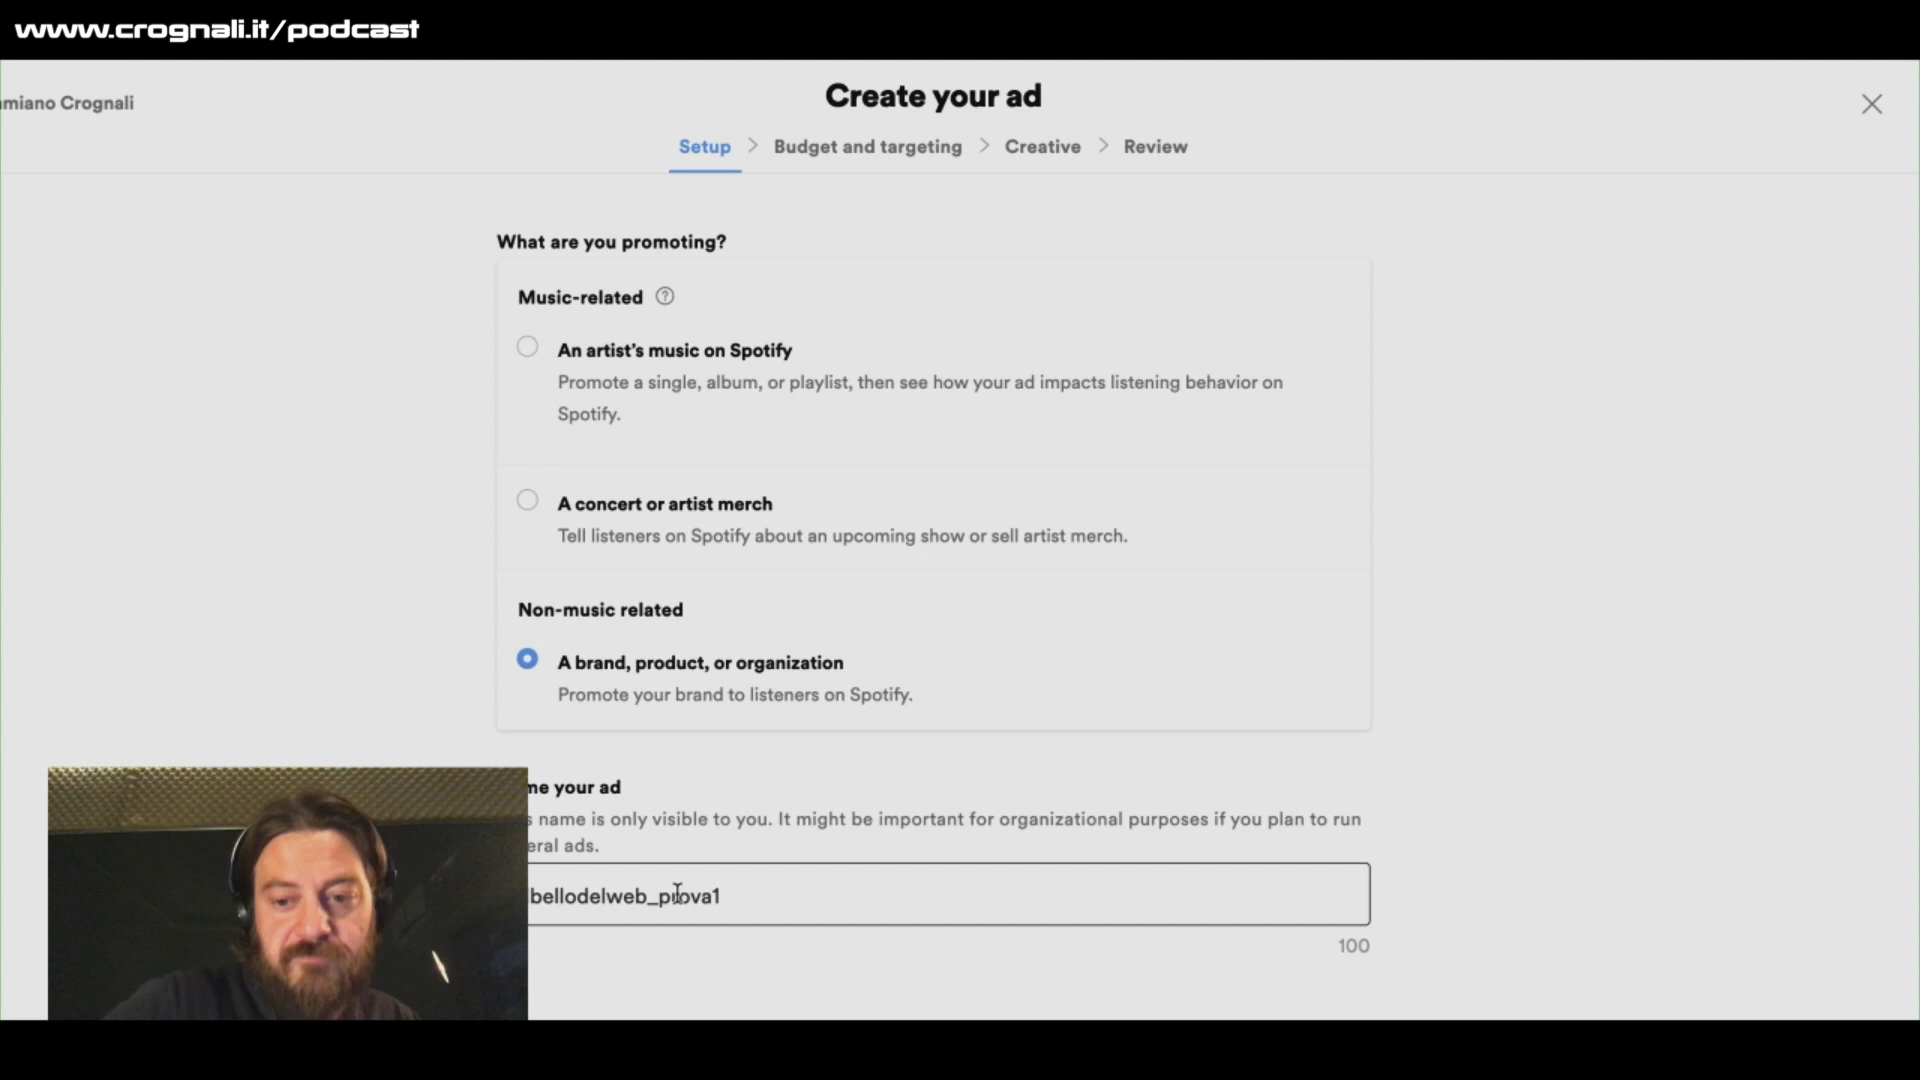 www.crognali.it/podcast
Create your ad
Crognali
Setup > Budget and targeting > Creative > Review
What are you promoting?
Music-related ?
An artist's music on Spotify
Promote a single, album, or playlist, then see how your ad impacts listening behavior on
Spotify.
A concert or artist merch
Tell listeners on Spotify about an upcoming show or sell artist merch.
Non-music related
A brand, product, or organization
Promote your brand to listeners on Spotify.
your ad
name is only visible to you. It might be important for organizational purposes if you plan to run
ads.
bellodelweb_prova1
100